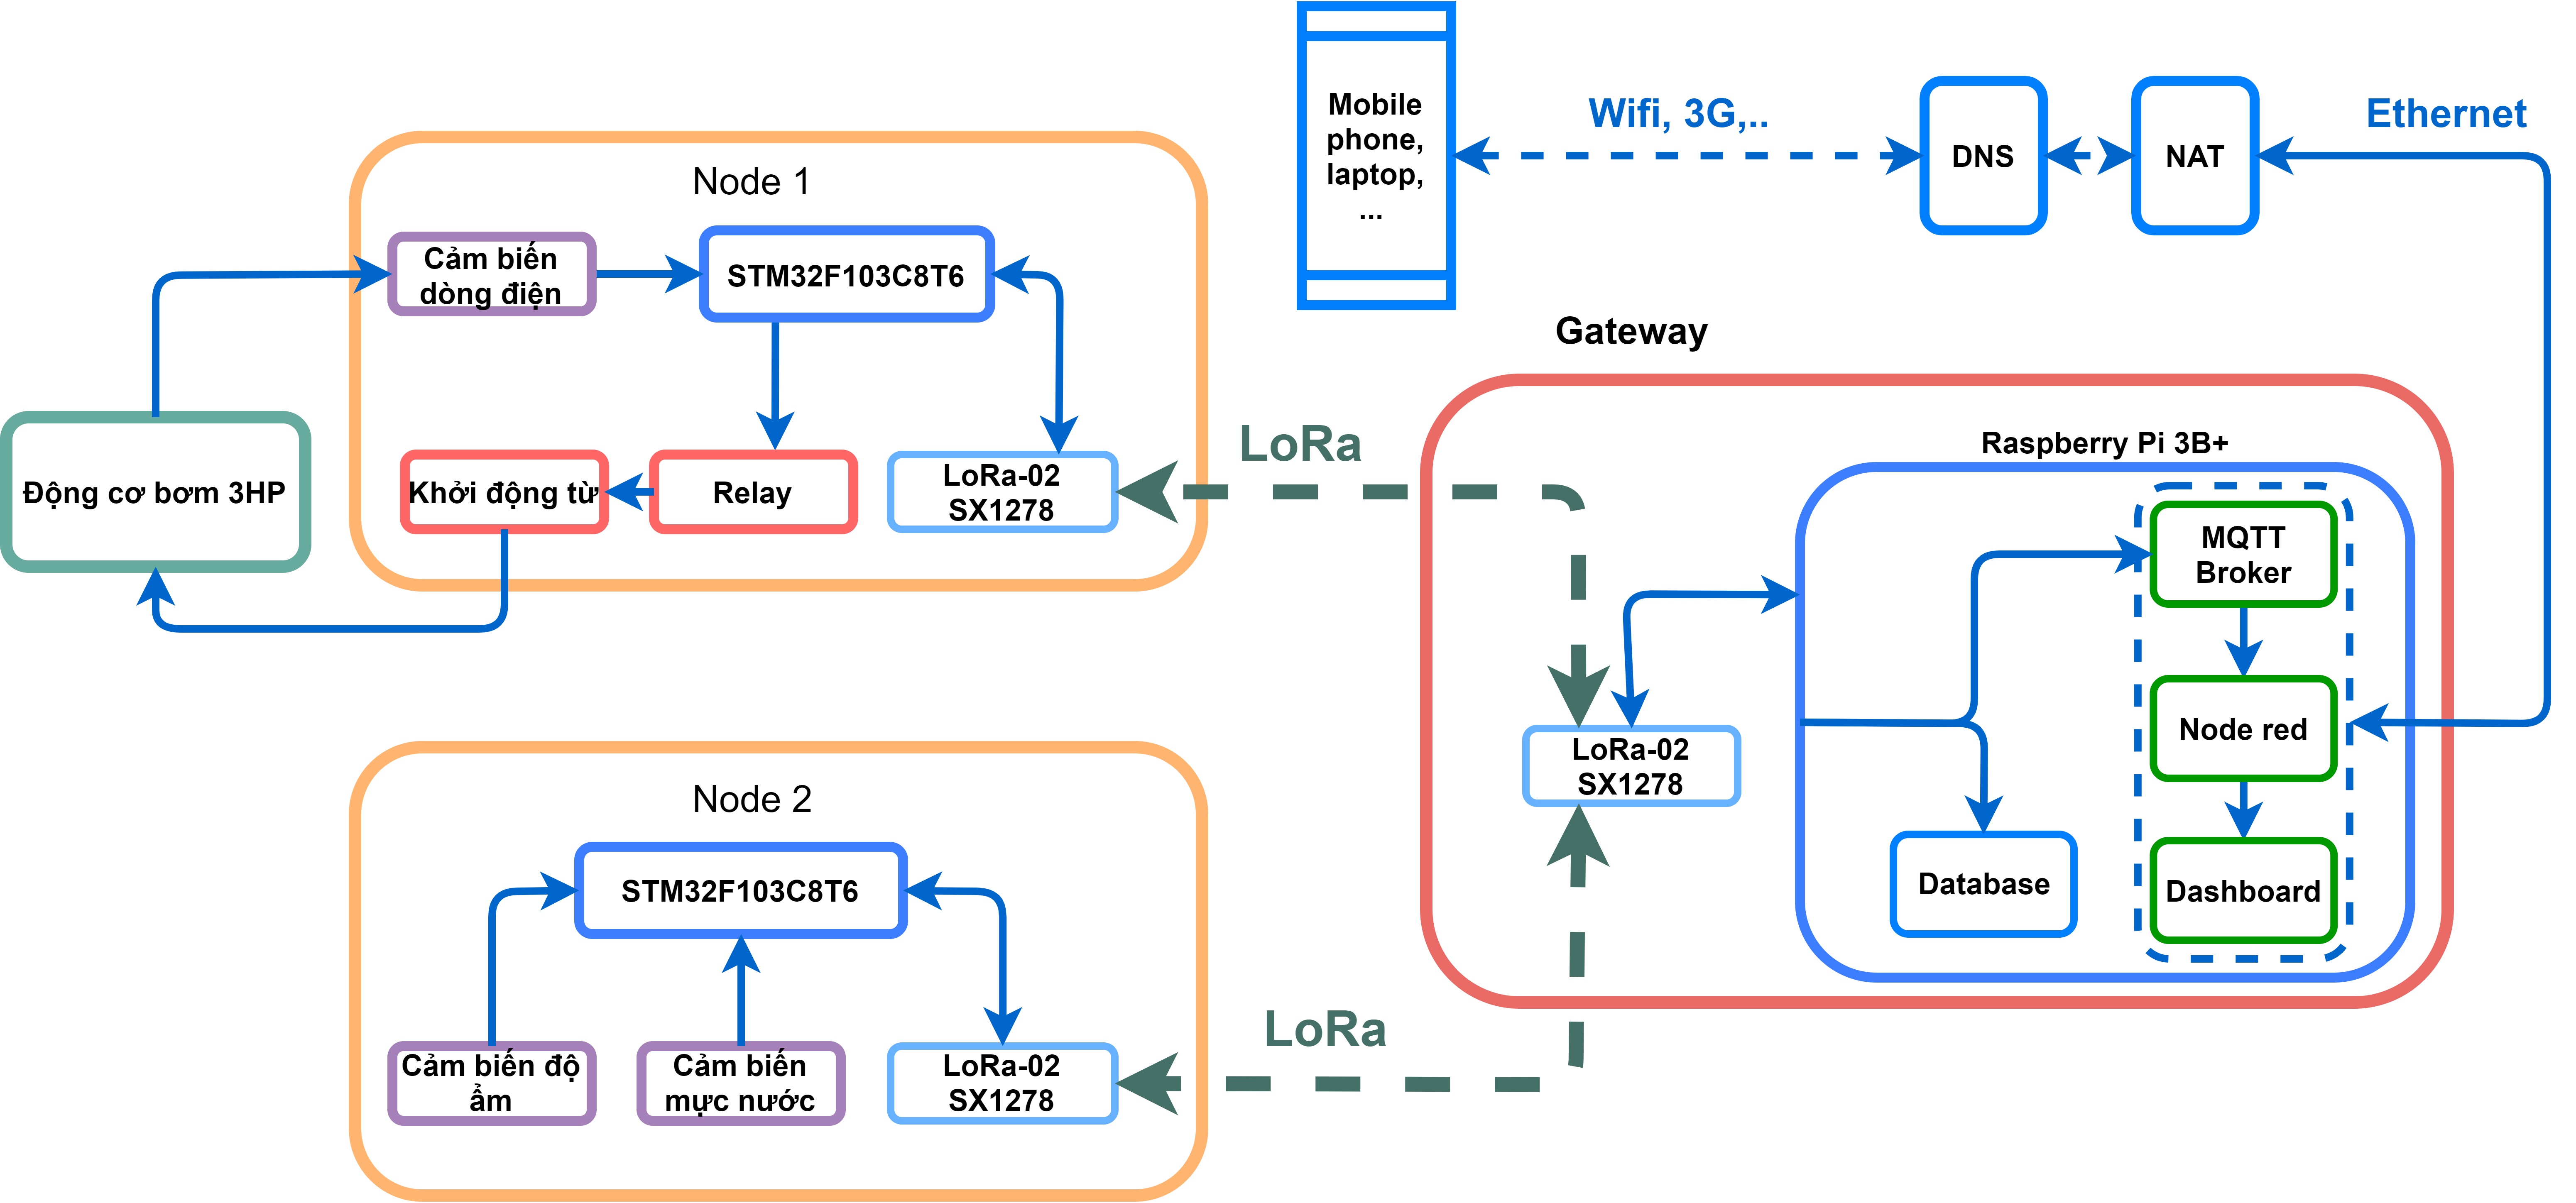 Mobile
phone,
laptop,
...
Wifi, 3G,..
DNS
NAT
Ethernet
Node 1
Cảm biến
dòng điện
STM32F103C8T6
Động cơ bơm 3HP
Khởi động từ
Relay
LoRa-02
SX1278
LoRa
Gateway
Raspberry Pi 3B+
MQTT
Broker
Node red
Dashboard
Database
LoRa-02
SX1278
Node 2
STM32F103C8T6
Cảm biến độ
ẩm
Cảm biến
mực nước
LoRa-02
SX1278
LoRa